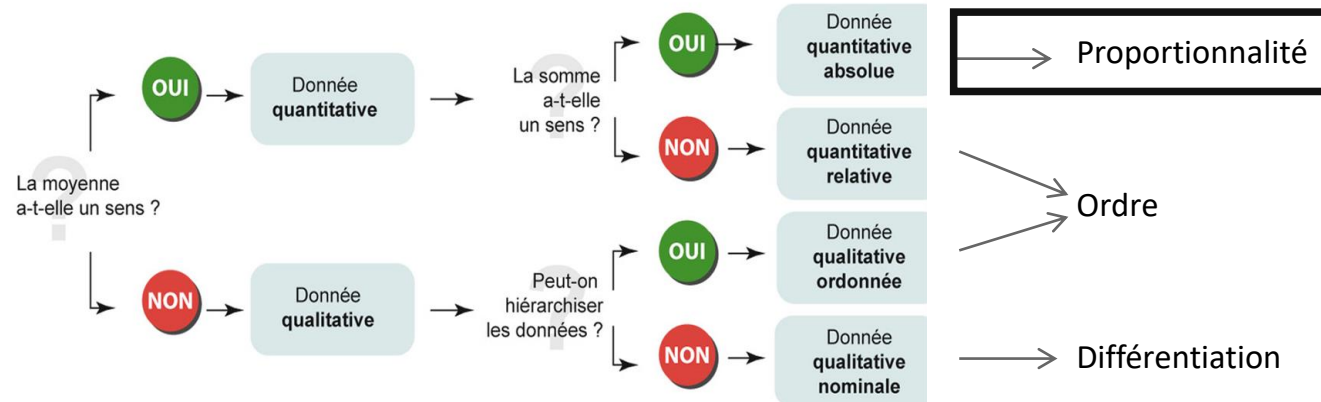 La moyenne
a-t-elle un sens ?
OUI
Donnée
quantitative
La somme
a-t-elle
un sens ?
OUI
Donnée
quantitative
absolue
Proportionnalité
NON
Donnée
quantitative
relative
NON
Donnée
qualitative
Peut-on
hiérarchiser
les données ?
OUI
Donnée
qualitative
ordonnée
Ordre
NON
Donnée
qualitative
nominale
Différentiation